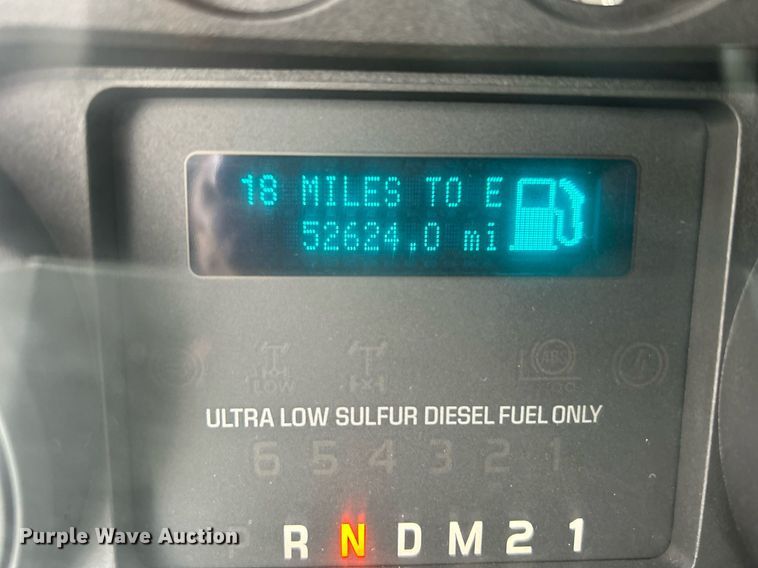 18 MILES TO E
52624.0 mi
LOW
ABS
ULTRA LOW SULFUR DIESEL FUEL ONLY
6 5 4 3 2 1
P R N D M 2 1
Purple Wave Auction